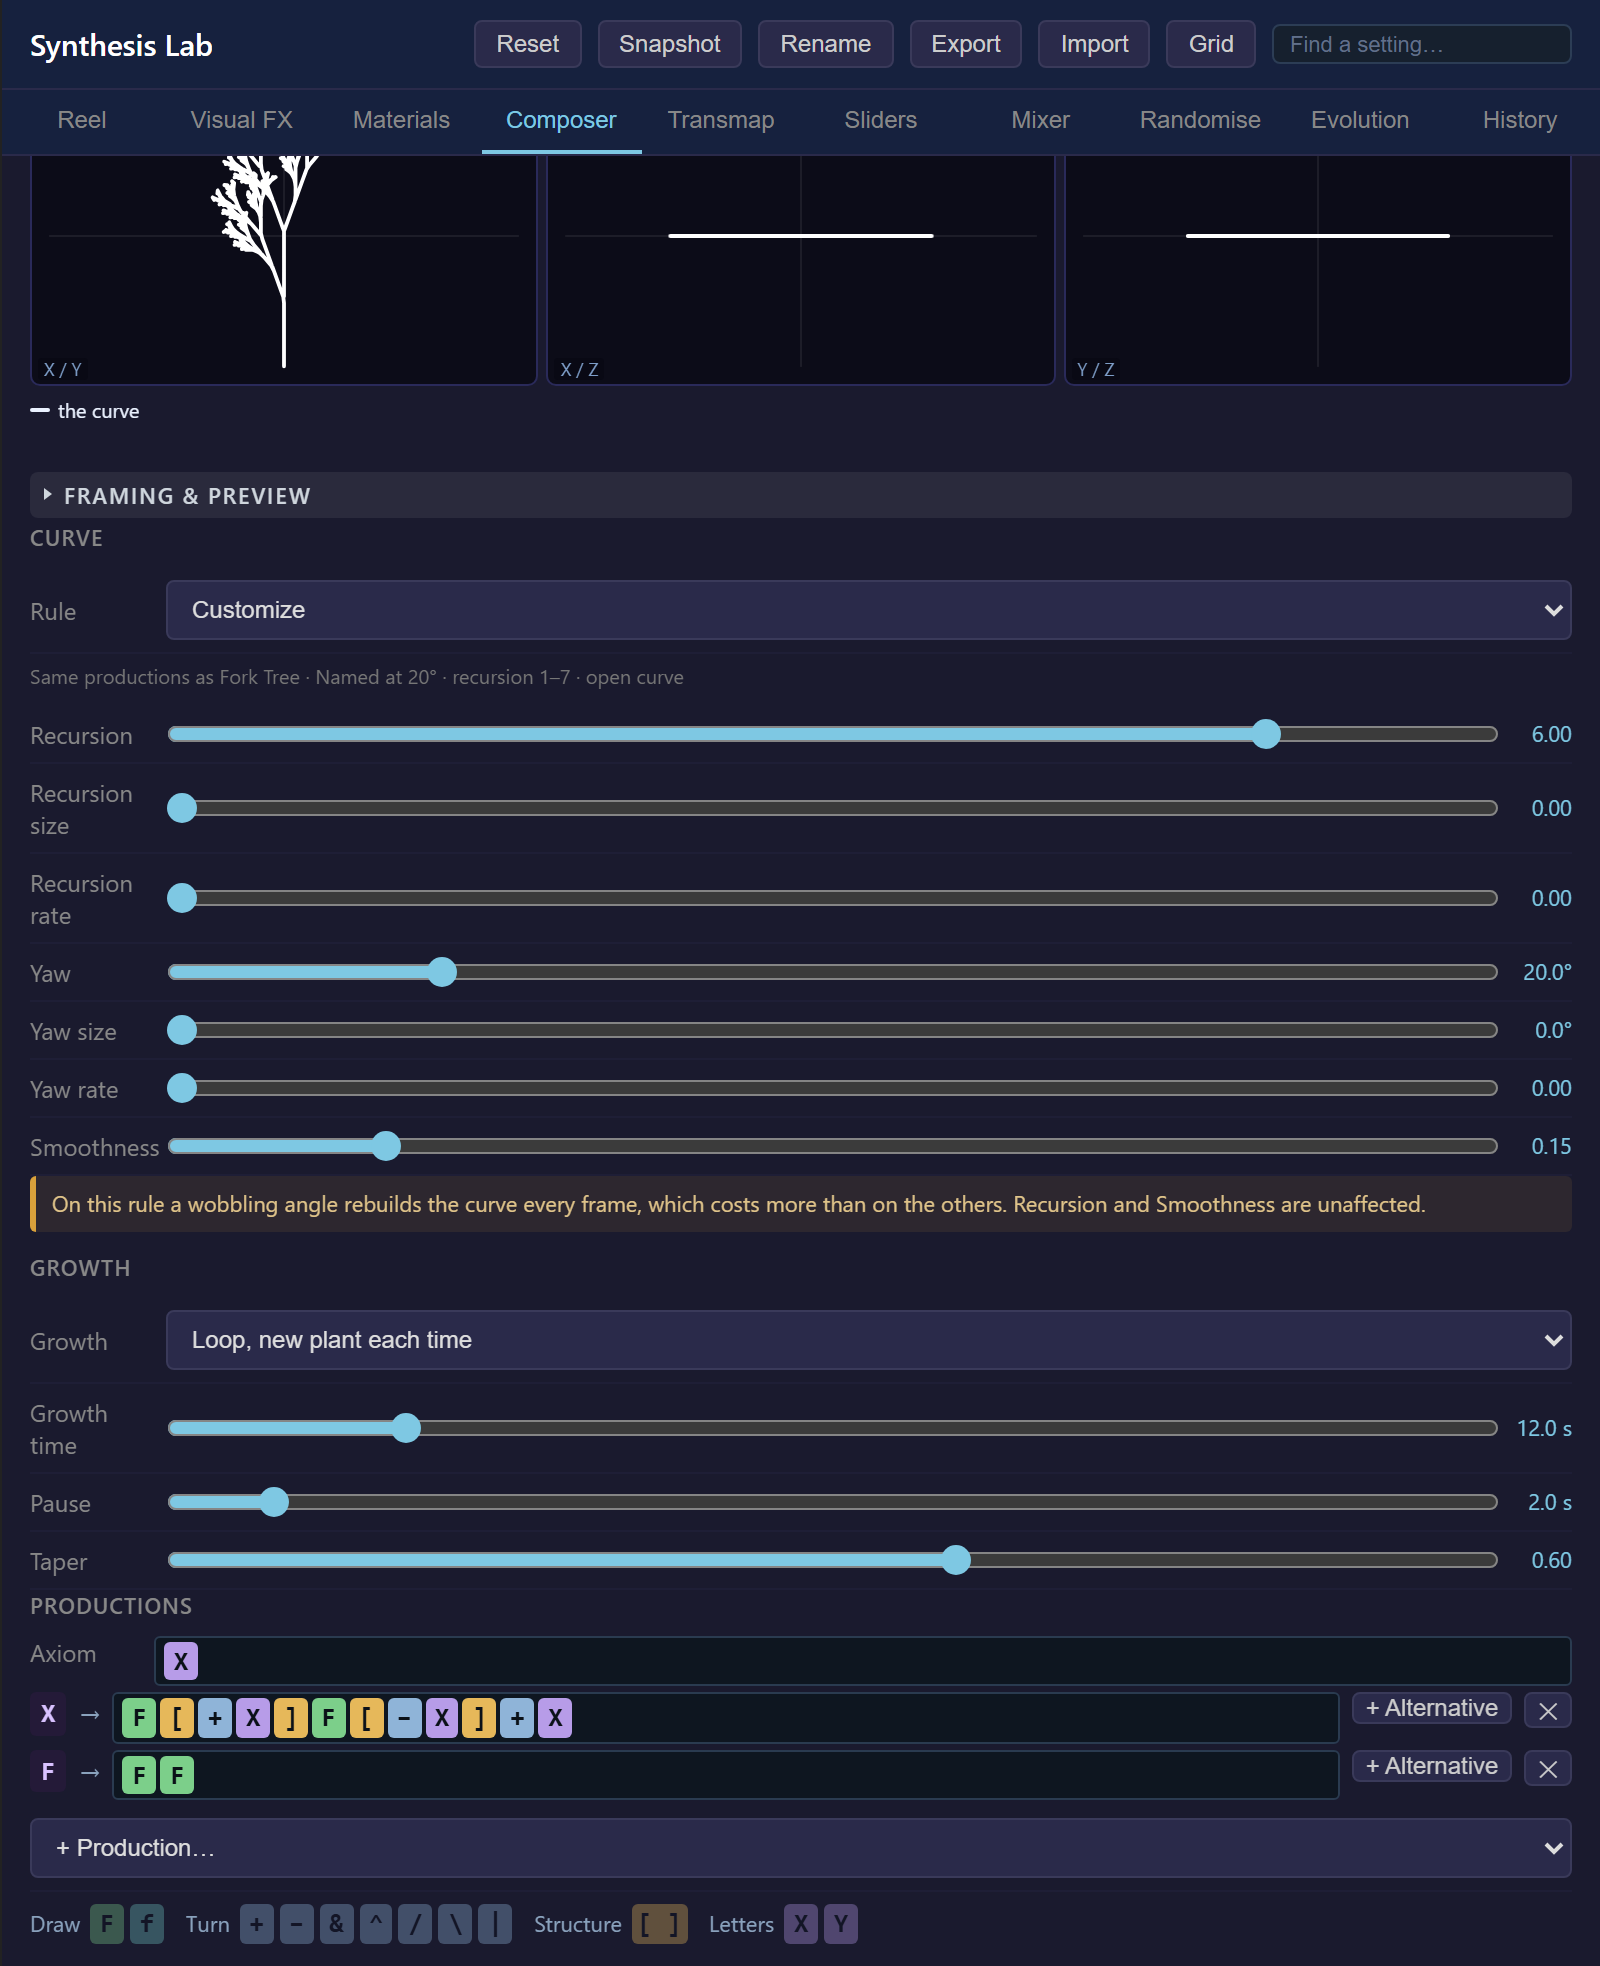 Synthesis Lab
Reset Snapshot Rename Export Import Grid Find a setting…
Reel Visual FX Materials Composer Transmap Sliders Mixer Randomise Evolution History
X / Y X / Z Y / Z
the curve
FRAMING & PREVIEW
CURVE
Rule Customize
Same productions as Fork Tree · Named at 20° · recursion 1–7 · open curve
Recursion 6.00
Recursion size 0.00
Recursion rate 0.00
Yaw 20.0°
Yaw size 0.0°
Yaw rate 0.00
Smoothness 0.15
On this rule a wobbling angle rebuilds the curve every frame, which costs more than on the others. Recursion and Smoothness are unaffected.
GROWTH
Growth Loop, new plant each time
Growth time 12.0 s
Pause 2.0 s
Taper 0.60
PRODUCTIONS
Axiom X
X → F [ + X ] F [ − X ] + X + Alternative ×
F → F F + Alternative ×
+ Production…
Draw F f Turn + − & ^ / \ | Structure [ ] Letters X Y